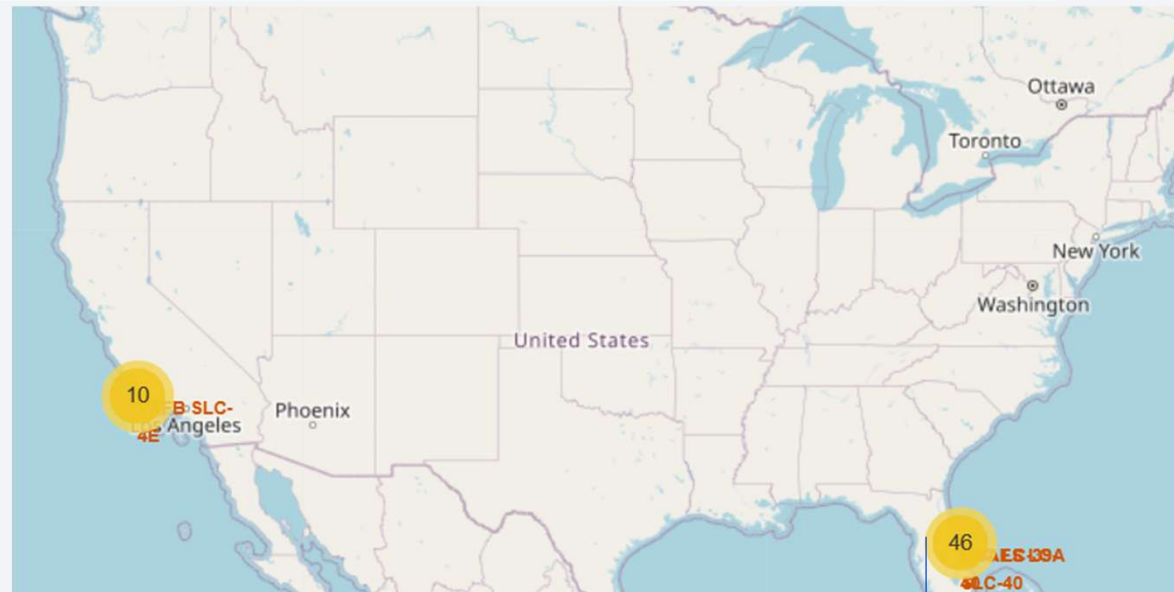 Ottawa
Toronto
New York
Washington
United States
10
SLC-
4E
Angeles
Phoenix
46
SLC-40